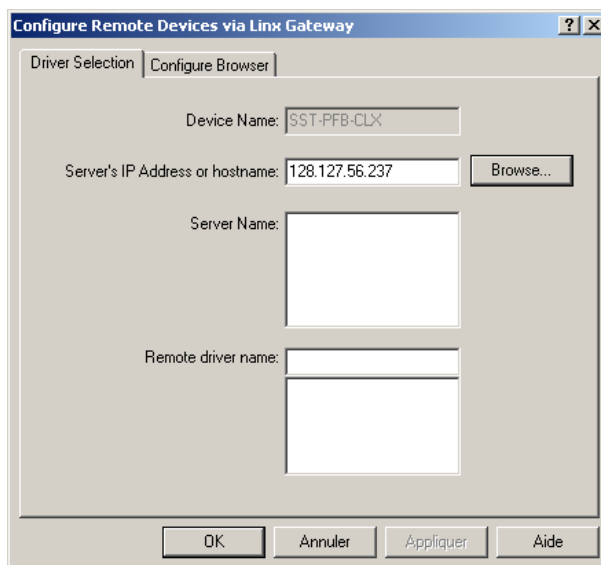 Configure Remote Devices via Linx Gateway
Driver Selection
Configure Browser
Device Name: SST-PFB-CLX
Server's IP Address or hostname: 128.127.56.237 Browse...
Server Name:
Remote driver name:
OK Annuler Appliquer Aide